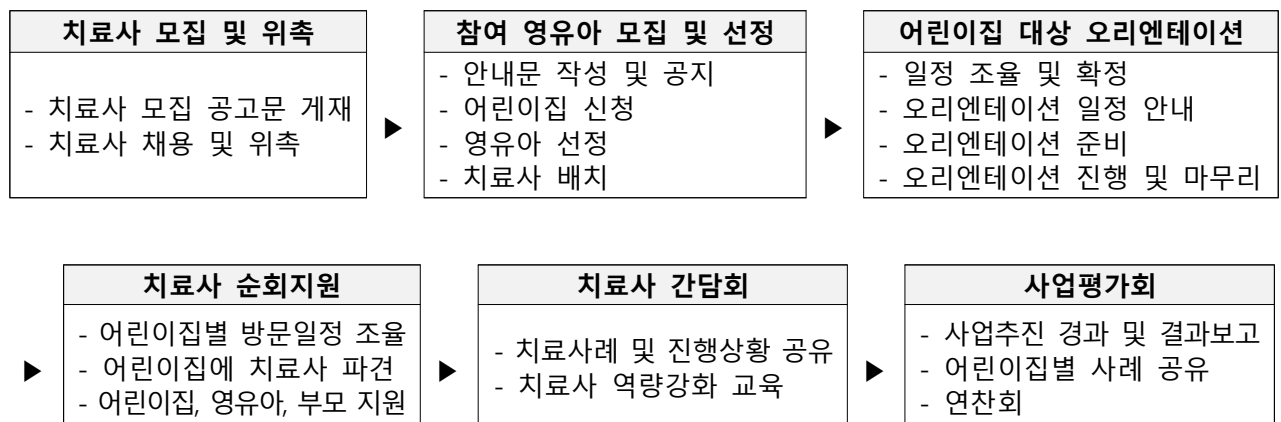 치료사 모집 및 위촉
- 치료사 모집 공고문 게재
- 치료사 채용 및 위촉
▶
참여 영유아 모집 및 선정
- 안내문 작성 및 공지
- 어린이집 신청
- 영유아 선정
- 치료사 배치
▶
어린이집 대상 오리엔테이션
- 일정 조율 및 확정
- 오리엔테이션 일정 안내
- 오리엔테이션 준비
- 오리엔테이션 진행 및 마무리
▶
치료사 순회지원
- 어린이집별 방문일정 조율
- 어린이집에 치료사 파견
- 어린이집, 영유아, 부모 지원
▶
치료사 간담회
- 치료사례 및 진행상황 공유
- 치료사 역량강화 교육
▶
사업평가회
- 사업추진 경과 및 결과보고
- 어린이집별 사례 공유
- 연찬회